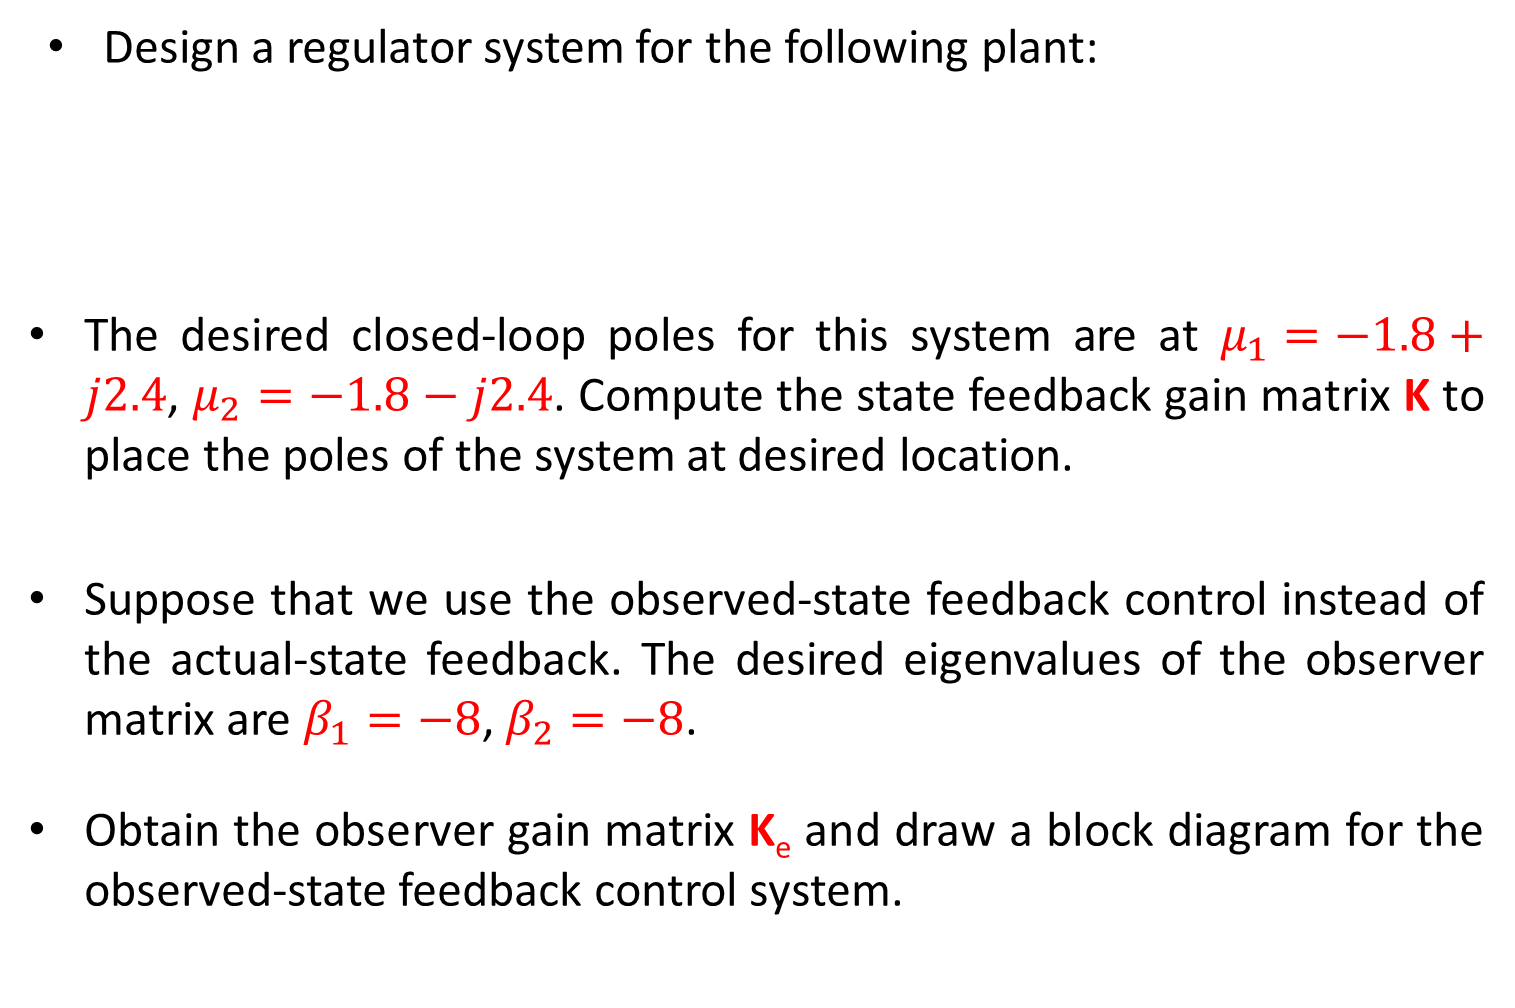 • Design a regulator system for the following plant:
• The desired closed-loop poles for this system are at μ₁ = −1.8 +
j2.4, μ₂ = −1.8 − j2.4. Compute the state feedback gain matrix K to
place the poles of the system at desired location.
• Suppose that we use the observed-state feedback control instead of
the actual-state feedback. The desired eigenvalues of the observer
matrix are β₁ = −8, β₂ = −8.
• Obtain the observer gain matrix Kₑ and draw a block diagram for the
observed-state feedback control system.